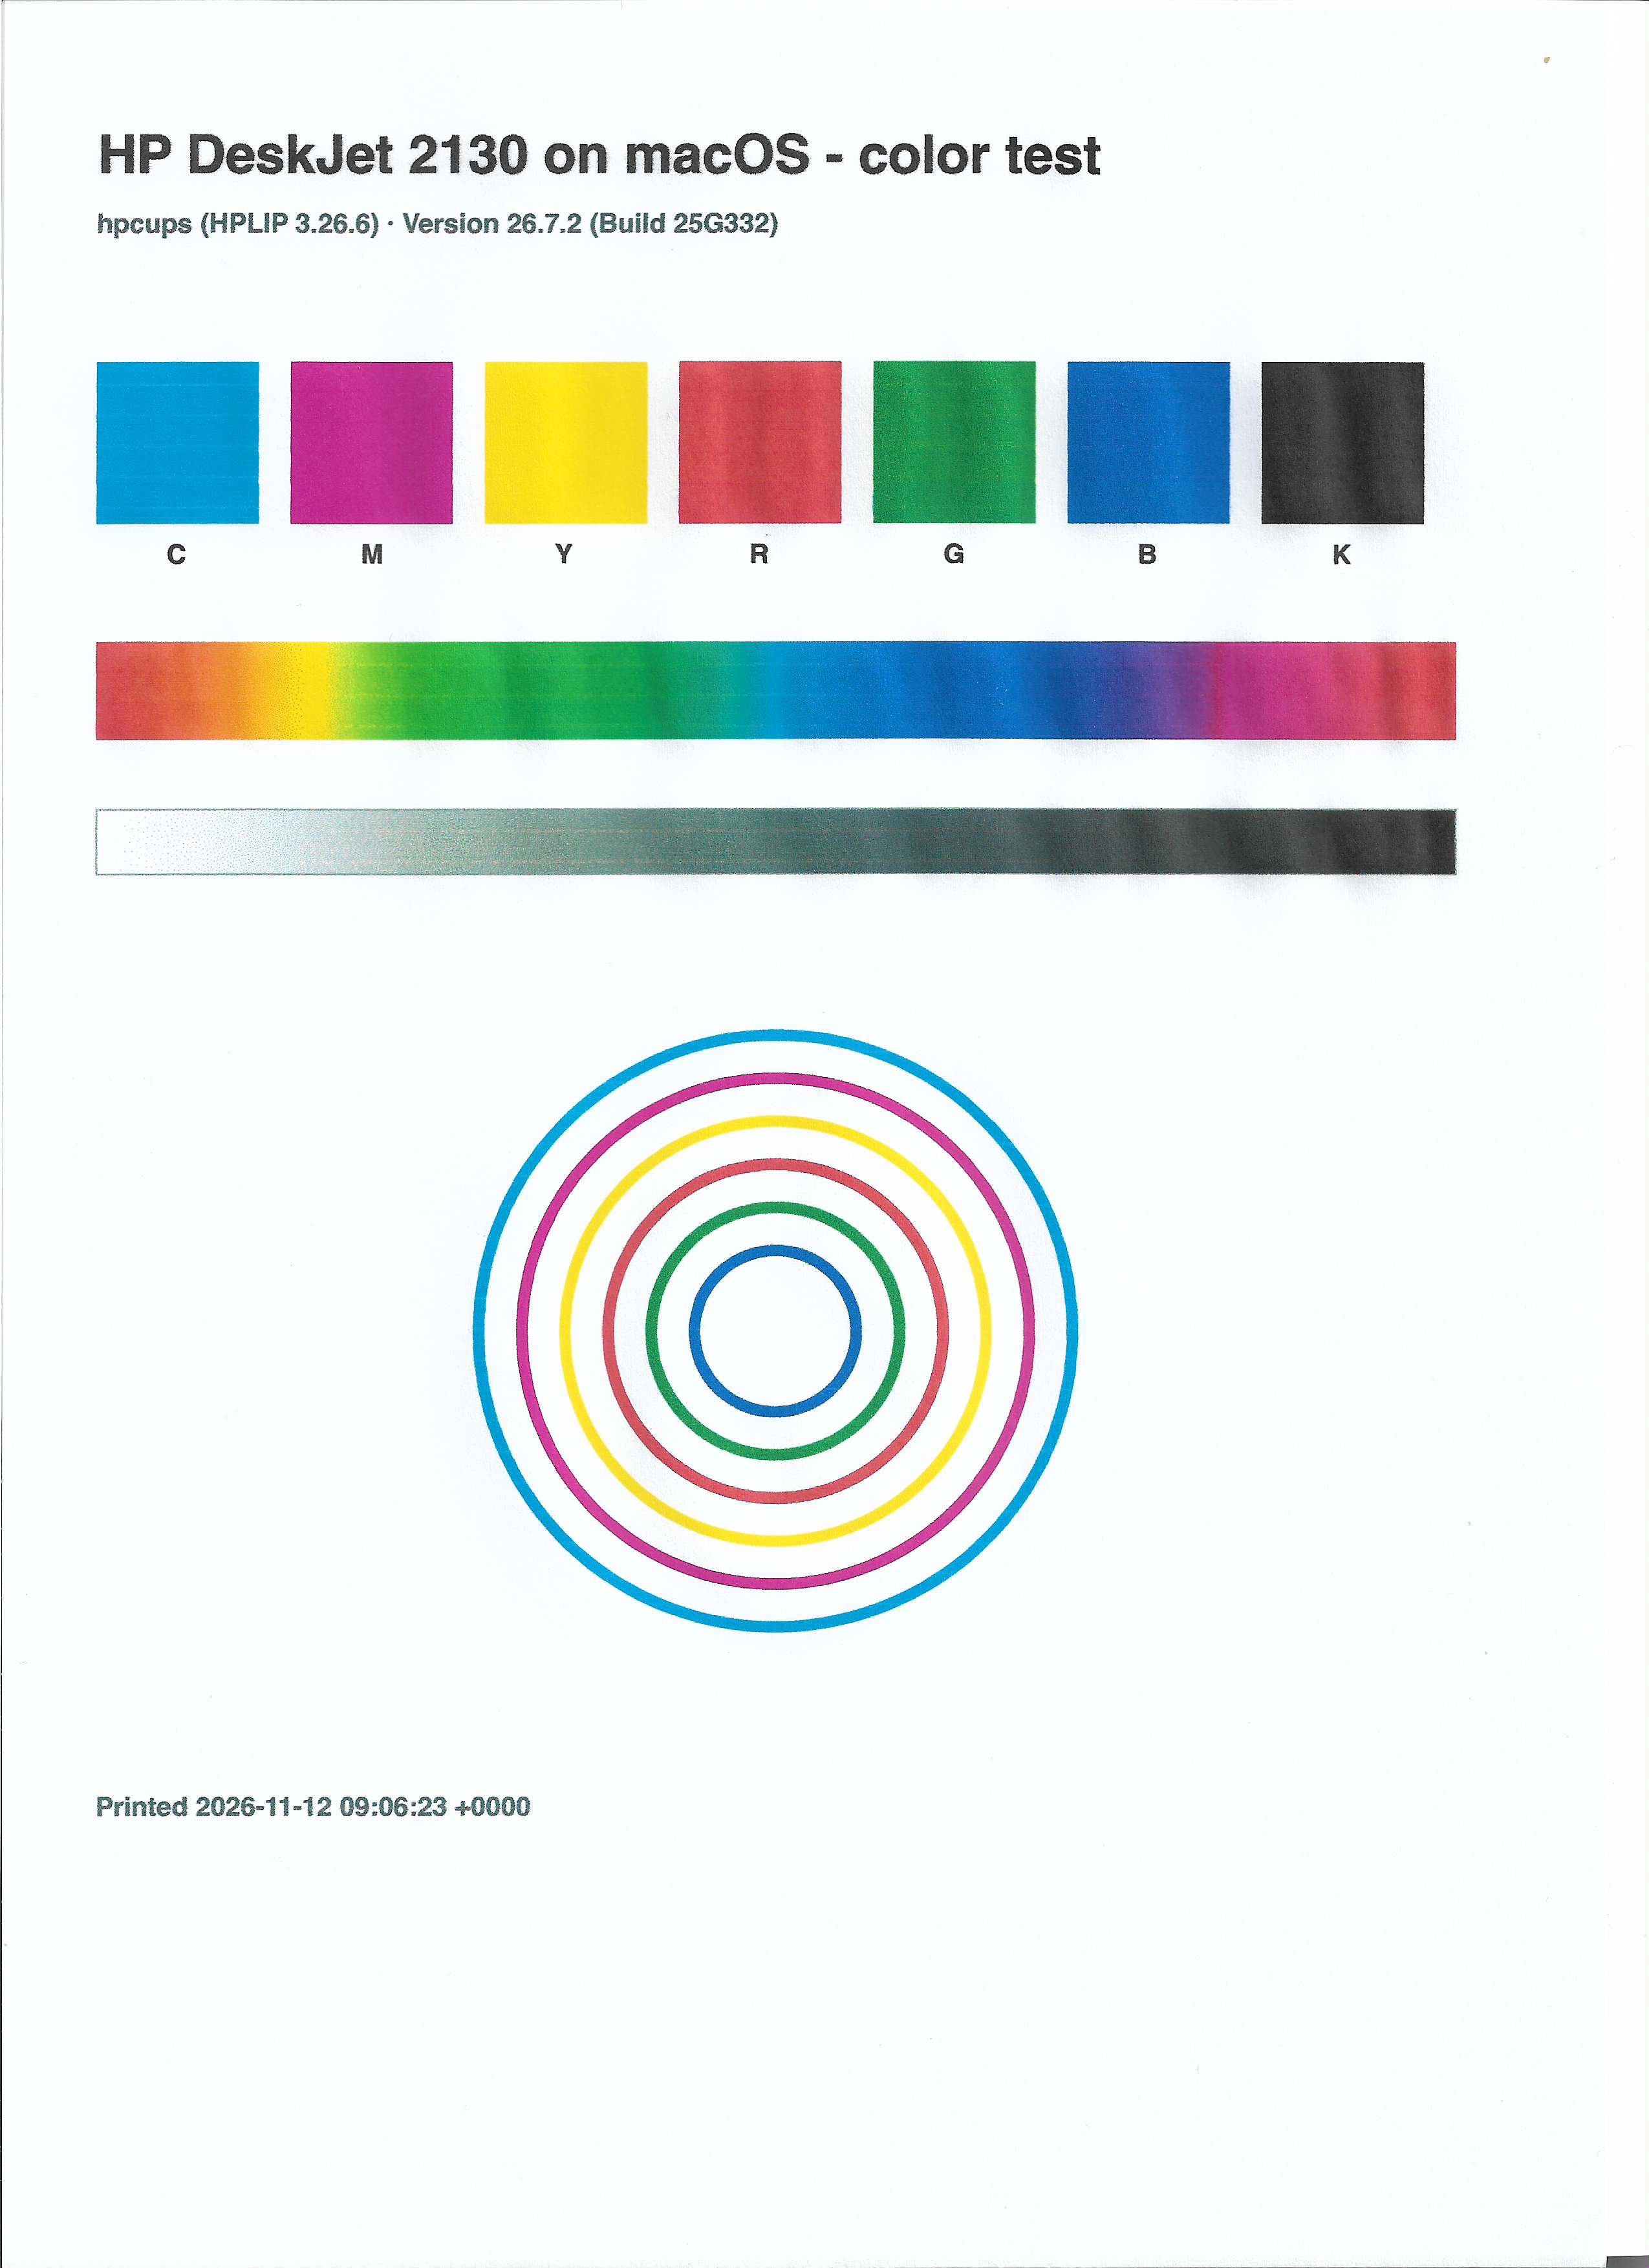 HP DeskJet 2130 on macOS - color test
hpcups (HPLIP 3.26.6) · Version 26.7.2 (Build 25G332)
C M Y R G B K
Printed 2026-11-12 09:06:23 +0000